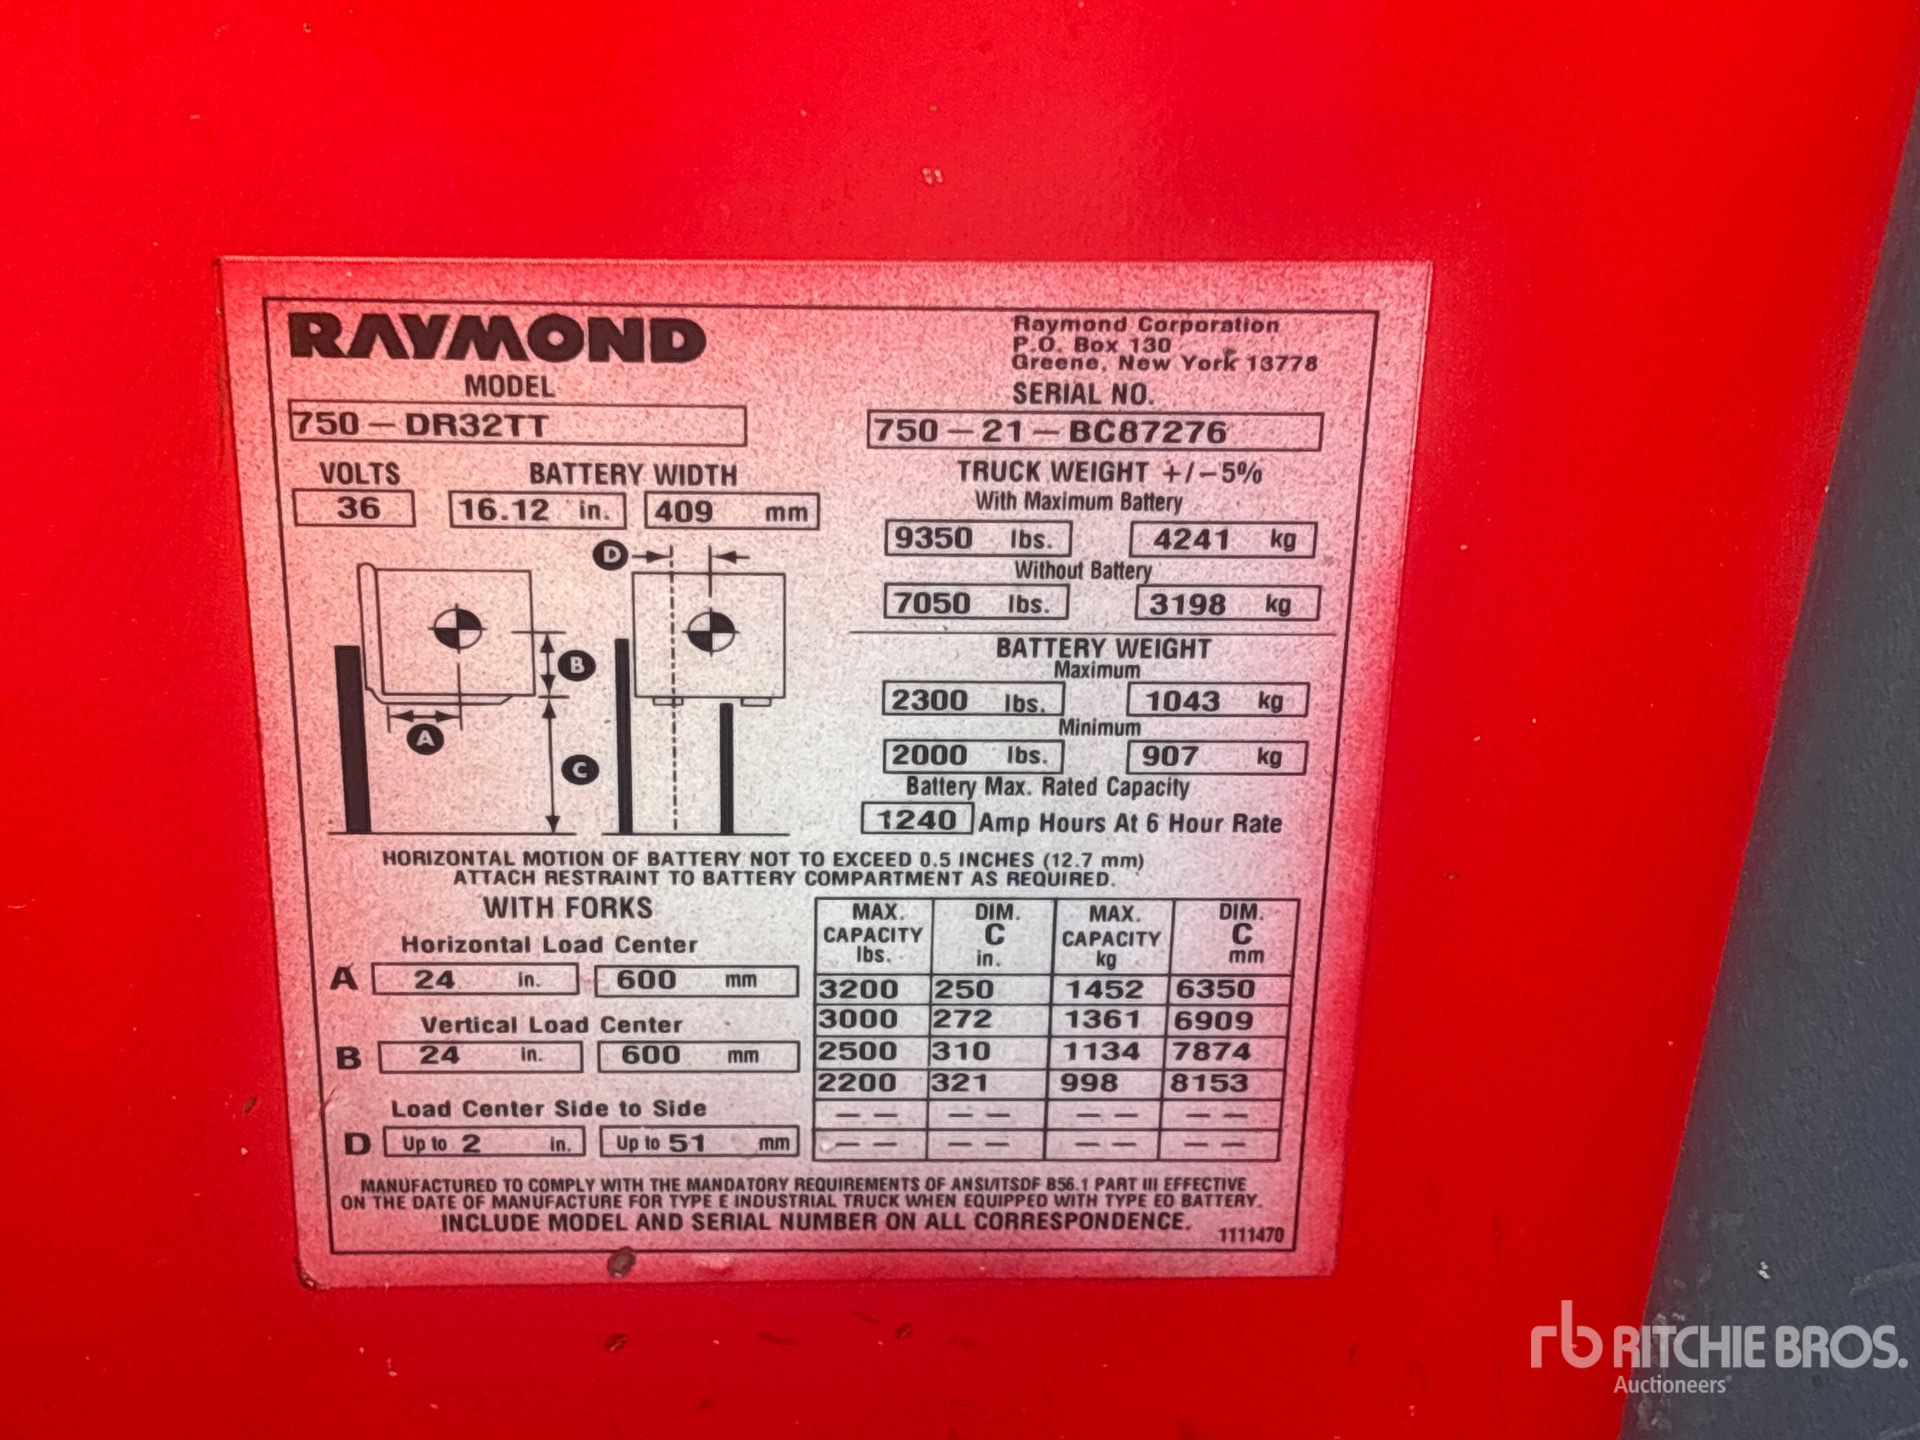 RAYMOND
Raymond Corporation
P.O. Box 130
Greene, New York 13778
MODEL
SERIAL NO.
750-DR32TT
750-21-BC87276
VOLTS BATTERY WIDTH
36 16.12 in. 409 mm
TRUCK WEIGHT +/-5%
With Maximum Battery
9350 lbs. 4241 kg
Without Battery
7050 lbs. 3198 kg
D
B
A
C
BATTERY WEIGHT
Maximum
2300 lbs. 1043 kg
Minimum
2000 lbs. 907 kg
Battery Max. Rated Capacity
1240 Amp Hours At 6 Hour Rate
HORIZONTAL MOTION OF BATTERY NOT TO EXCEED 0.5 INCHES (12.7 mm)
ATTACH RESTRAINT TO BATTERY COMPARTMENT AS REQUIRED.
WITH FORKS
Horizontal Load Center
A 24 in. 600 mm
Vertical Load Center
B 24 in. 600 mm
Load Center Side to Side
D Up to 2 in. Up to 51 mm
MAX. DIM. MAX. DIM.
CAPACITY C CAPACITY C
lbs. in. kg mm
3200 250 1452 6350
3000 272 1361 6909
2500 310 1134 7874
2200 321 998 8153
-- -- -- --
-- -- -- --
MANUFACTURED TO COMPLY WITH THE MANDATORY REQUIREMENTS OF ANSI/ITSDF B56.1 PART III EFFECTIVE
ON THE DATE OF MANUFACTURE FOR TYPE E INDUSTRIAL TRUCK WHEN EQUIPPED WITH TYPE EO BATTERY.
INCLUDE MODEL AND SERIAL NUMBER ON ALL CORRESPONDENCE.
1111470
rb RITCHIE BROS.
Auctioneers